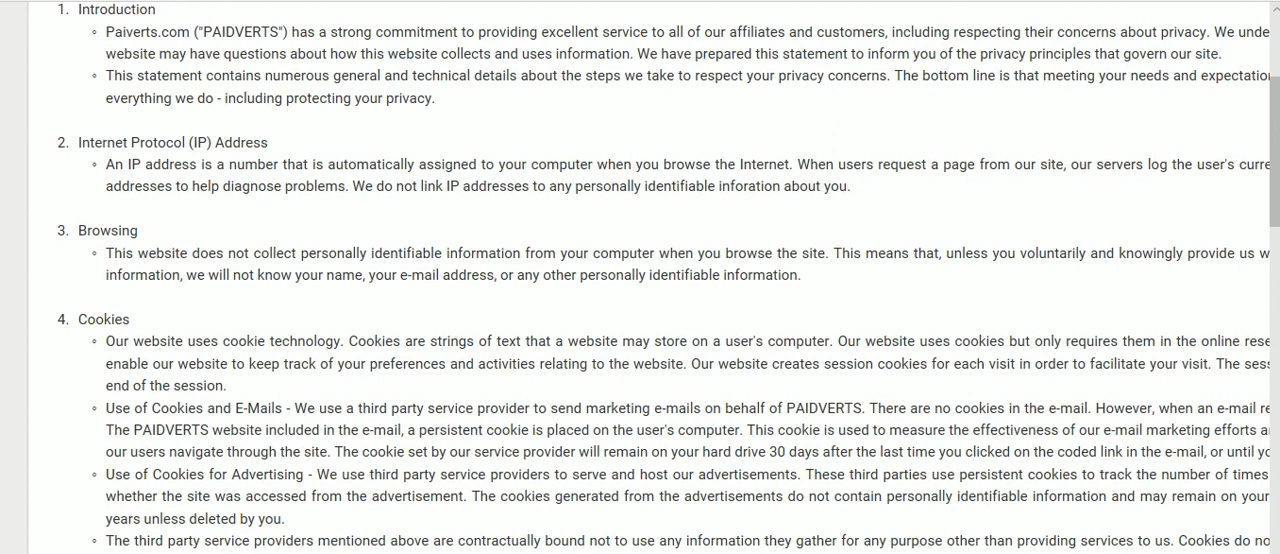 1. Introduction
◦ Paiverts.com ("PAIDVERTS") has a strong commitment to providing excellent service to all of our affiliates and customers, including respecting their concerns about privacy. We unde
website may have questions about how this website collects and uses information. We have prepared this statement to inform you of the privacy principles that govern our site.
◦ This statement contains numerous general and technical details about the steps we take to respect your privacy concerns. The bottom line is that meeting your needs and expectation
everything we do - including protecting your privacy.
2. Internet Protocol (IP) Address
◦ An IP address is a number that is automatically assigned to your computer when you browse the Internet. When users request a page from our site, our servers log the user's curre
addresses to help diagnose problems. We do not link IP addresses to any personally identifiable inforation about you.
3. Browsing
◦ This website does not collect personally identifiable information from your computer when you browse the site. This means that, unless you voluntarily and knowingly provide us w
information, we will not know your name, your e-mail address, or any other personally identifiable information.
4. Cookies
◦ Our website uses cookie technology. Cookies are strings of text that a website may store on a user's computer. Our website uses cookies but only requires them in the online rese
enable our website to keep track of your preferences and activities relating to the website. Our website creates session cookies for each visit in order to facilitate your visit. The sess
end of the session.
◦ Use of Cookies and E-Mails - We use a third party service provider to send marketing e-mails on behalf of PAIDVERTS. There are no cookies in the e-mail. However, when an e-mail re
The PAIDVERTS website included in the e-mail, a persistent cookie is placed on the user's computer. This cookie is used to measure the effectiveness of our e-mail marketing efforts a
our users navigate through the site. The cookie set by our service provider will remain on your hard drive 30 days after the last time you clicked on the coded link in the e-mail, or until yo
◦ Use of Cookies for Advertising - We use third party service providers to serve and host our advertisements. These third parties use persistent cookies to track the number of times
whether the site was accessed from the advertisement. The cookies generated from the advertisements do not contain personally identifiable information and may remain on your
years unless deleted by you.
◦ The third party service providers mentioned above are contractually bound not to use any information they gather for any purpose other than providing services to us. Cookies do no